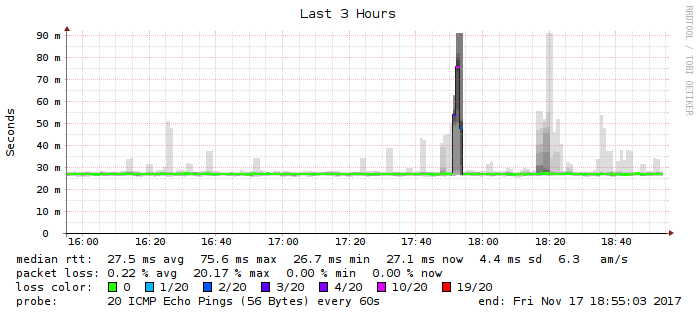 Last 3 Hours
RRDTOOL / TOBI OETIKER
Seconds
90 m
80 m
70 m
60 m
50 m
40 m
30 m
20 m
10 m
0
16:00 16:20 16:40 17:00 17:20 17:40 18:00 18:20 18:40
median rtt: 27.5 ms avg 75.6 ms max 26.7 ms min 27.1 ms now 4.4 ms sd 6.3 am/s
packet loss: 0.22 % avg 20.17 % max 0.00 % min 0.00 % now
loss color: 0 1/20 2/20 3/20 4/20 10/20 19/20
probe: 20 ICMP Echo Pings (56 Bytes) every 60s end: Fri Nov 17 18:55:03 2017